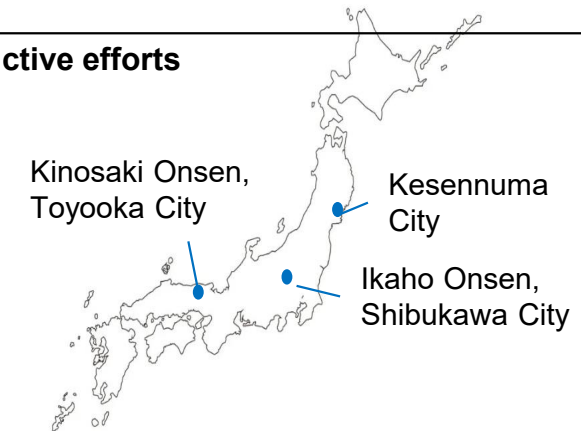 ctive efforts
Kinosaki Onsen,
Toyooka City
Kesennuma
City
Ikaho Onsen,
Shibukawa City